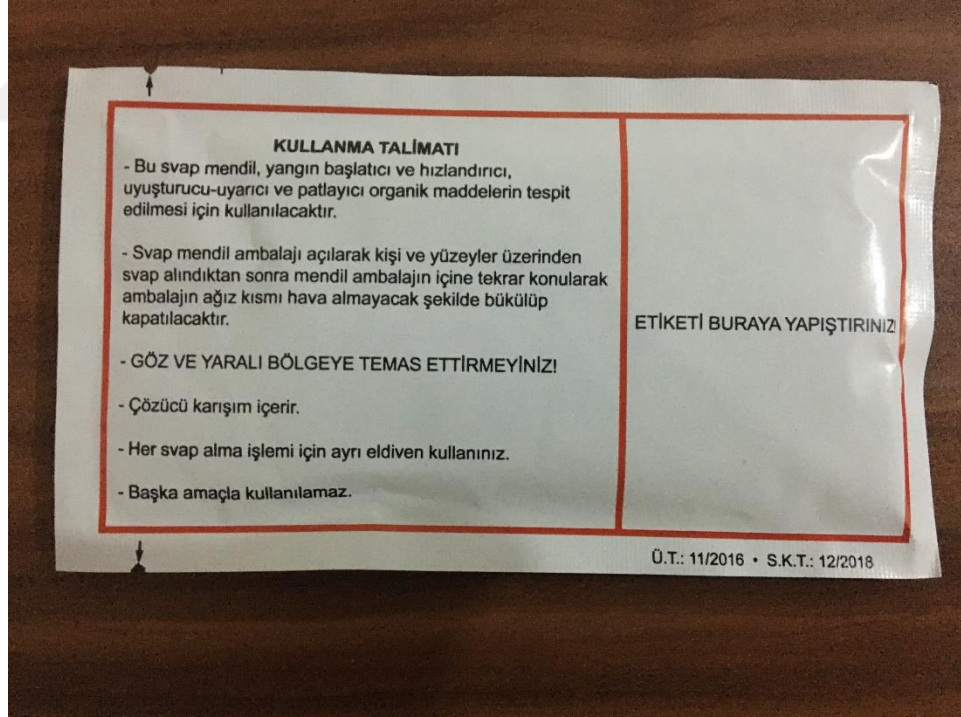 KULLANMA TALİMATI
- Bu svap mendil, yangın başlatıcı ve hızlandırıcı,
uyuşturucu-uyarıcı ve patlayıcı organik maddelerin tespit
edilmesi için kullanılacaktır.
- Svap mendil ambalajı açılarak kişi ve yüzeyler üzerinden
svap alındıktan sonra mendil ambalajın içine tekrar konularak
ambalajın ağız kısmı hava almayacak şekilde bükülüp
kapatılacaktır.
- GÖZ VE YARALI BÖLGEYE TEMAS ETTİRMEYİNİZ!
- Çözücü karışım içerir.
- Her svap alma işlemi için ayrı eldiven kullanınız.
- Başka amaçla kullanılamaz.
ETİKETİ BURAYA YAPIŞTIRINIZ!
Ü.T.: 11/2016 • S.K.T.: 12/2018